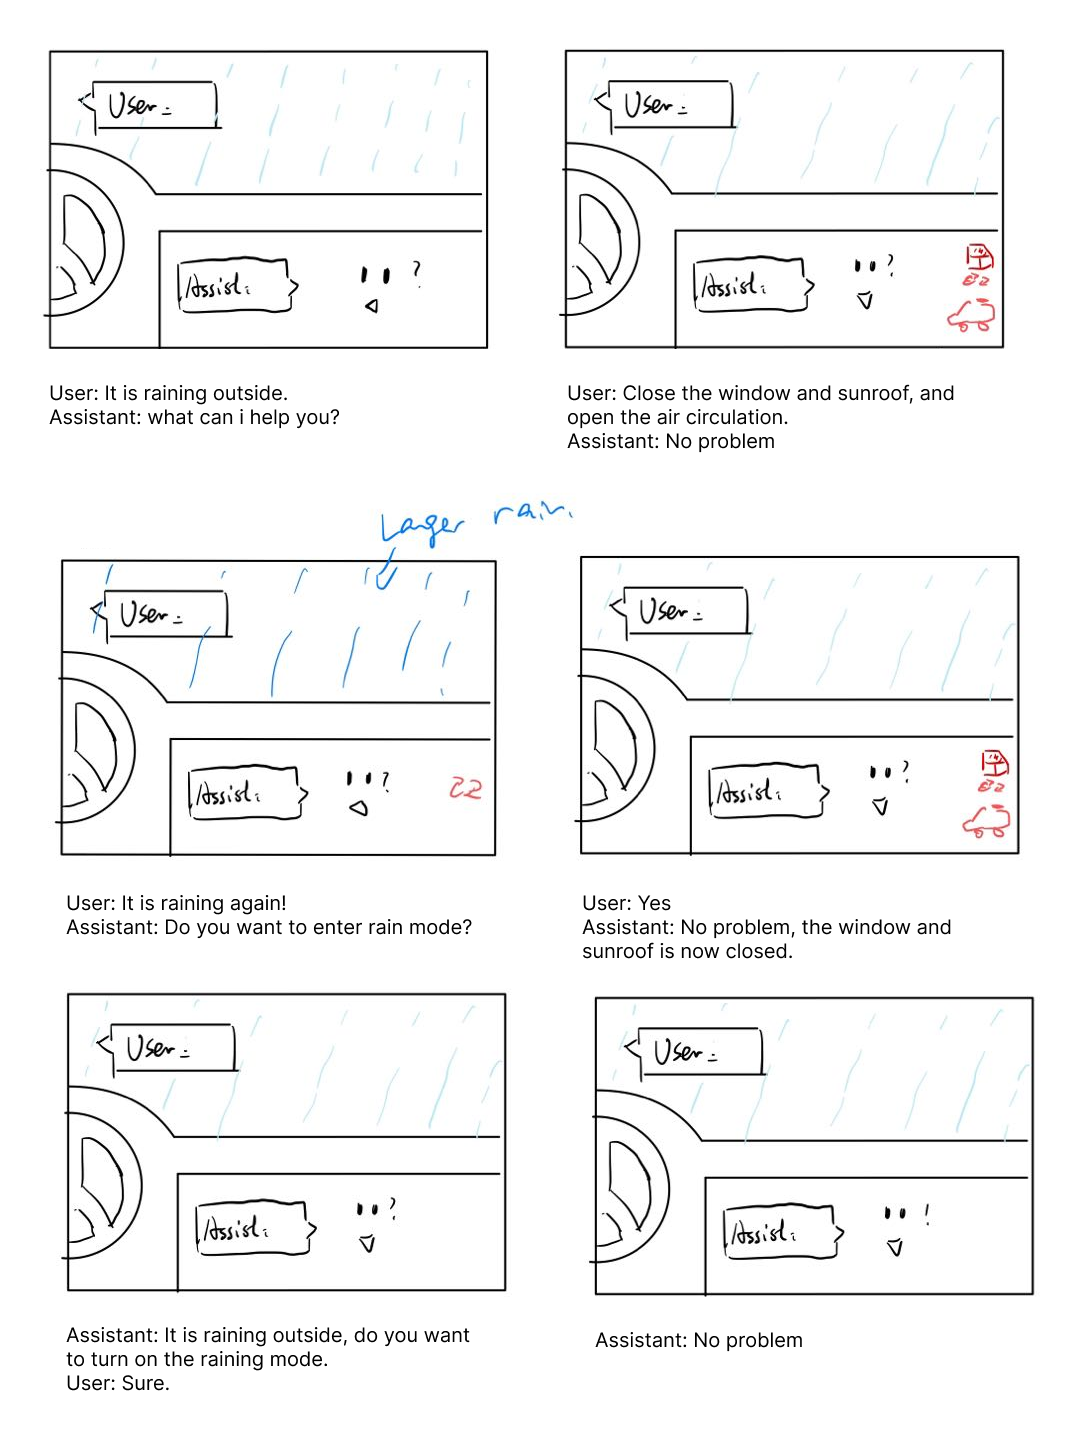 User:
User:
Assist:
?
Assist:
?
User: It is raining outside.
Assistant: what can i help you?
User: Close the window and sunroof, and
open the air circulation.
Assistant: No problem
Larger rain.
User:
User:
Assist:
?
Assist:
?
User: It is raining again!
Assistant: Do you want to enter rain mode?
User: Yes
Assistant: No problem, the window and
sunroof is now closed.
User:
User:
Assist:
?
Assist:
!
Assistant: It is raining outside, do you want
to turn on the raining mode.
User: Sure.
Assistant: No problem